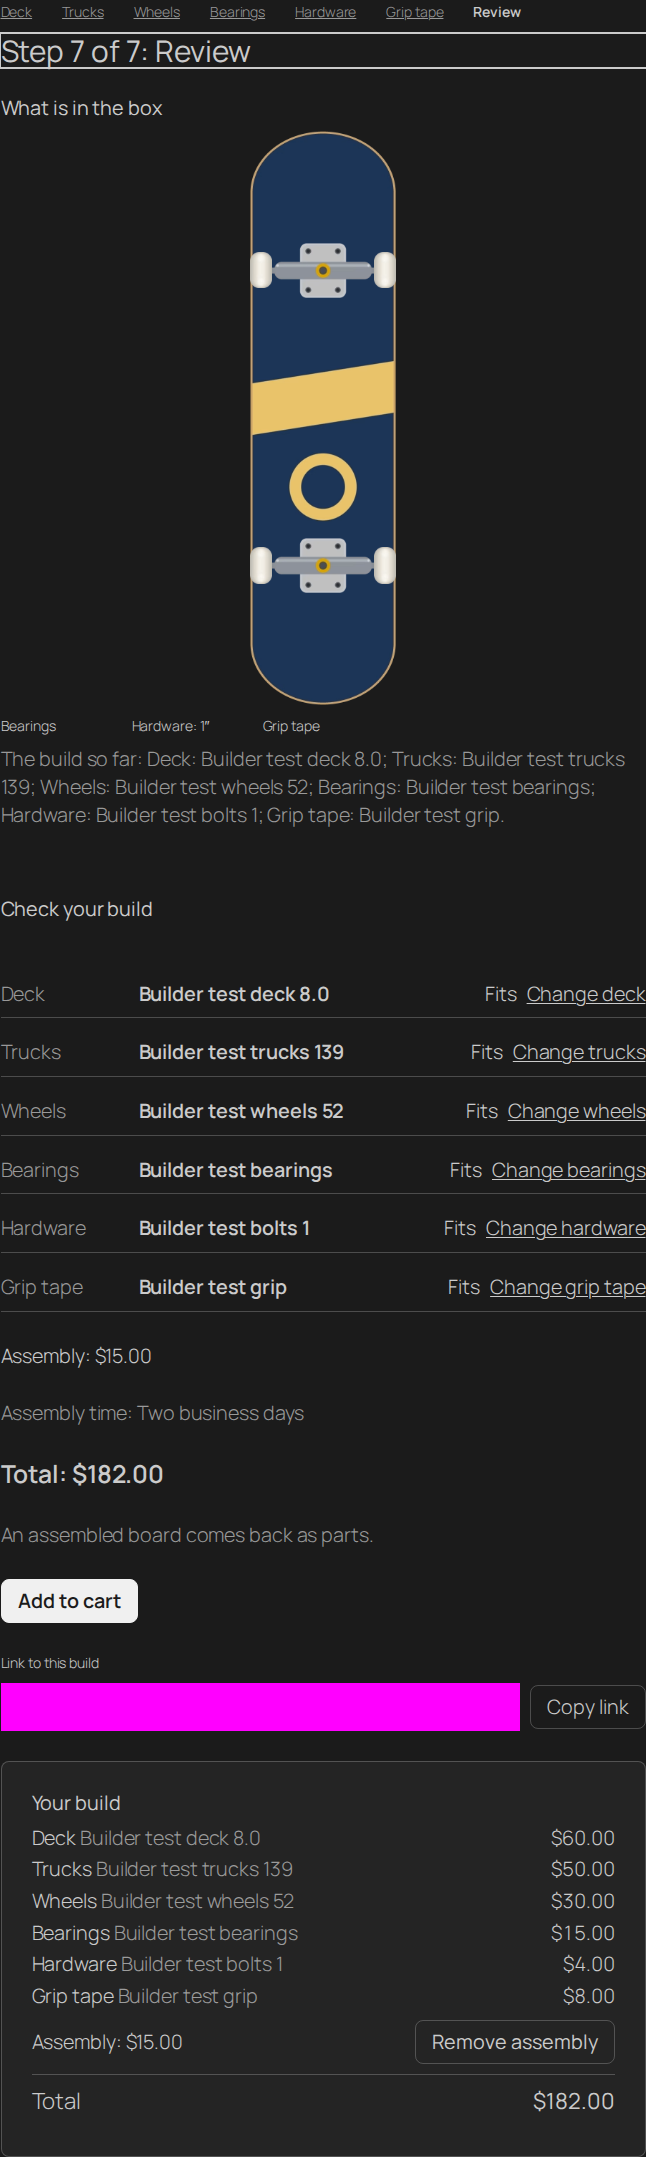 Deck Trucks Wheels Bearings Hardware Grip tape Review
Step 7 of 7: Review
What is in the box
Bearings Hardware: 1″ Grip tape
The build so far: Deck: Builder test deck 8.0; Trucks: Builder test trucks
139; Wheels: Builder test wheels 52; Bearings: Builder test bearings;
Hardware: Builder test bolts 1; Grip tape: Builder test grip.
Check your build
Deck Builder test deck 8.0 Fits Change deck
Trucks Builder test trucks 139 Fits Change trucks
Wheels Builder test wheels 52 Fits Change wheels
Bearings Builder test bearings Fits Change bearings
Hardware Builder test bolts 1 Fits Change hardware
Grip tape Builder test grip Fits Change grip tape
Assembly: $15.00
Assembly time: Two business days
Total: $182.00
An assembled board comes back as parts.
Add to cart
Link to this build
Copy link
Your build
Deck Builder test deck 8.0 $60.00
Trucks Builder test trucks 139 $50.00
Wheels Builder test wheels 52 $30.00
Bearings Builder test bearings $15.00
Hardware Builder test bolts 1 $4.00
Grip tape Builder test grip $8.00
Assembly: $15.00 Remove assembly
Total $182.00